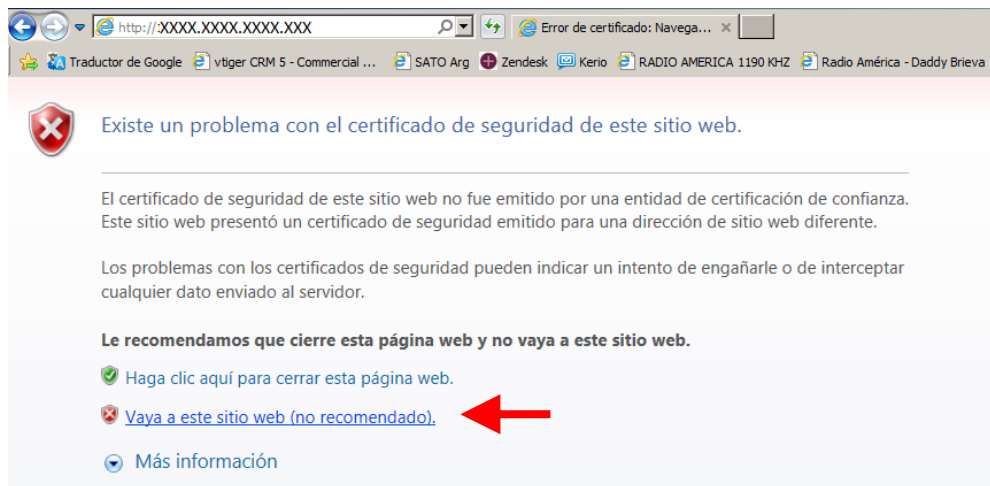 http://:XXXX.XXXX.XXXX.XXX
Error de certificado: Navega...
Traductor de Google vtiger CRM 5 - Commercial ... SATO Arg Zendesk Kerio RADIO AMERICA 1190 KHZ Radio América - Daddy Brieva
Existe un problema con el certificado de seguridad de este sitio web.
El certificado de seguridad de este sitio web no fue emitido por una entidad de certificación de confianza.
Este sitio web presentó un certificado de seguridad emitido para una dirección de sitio web diferente.
Los problemas con los certificados de seguridad pueden indicar un intento de engañarle o de interceptar
cualquier dato enviado al servidor.
Le recomendamos que cierre esta página web y no vaya a este sitio web.
Haga clic aquí para cerrar esta página web.
Vaya a este sitio web (no recomendado).
Más información